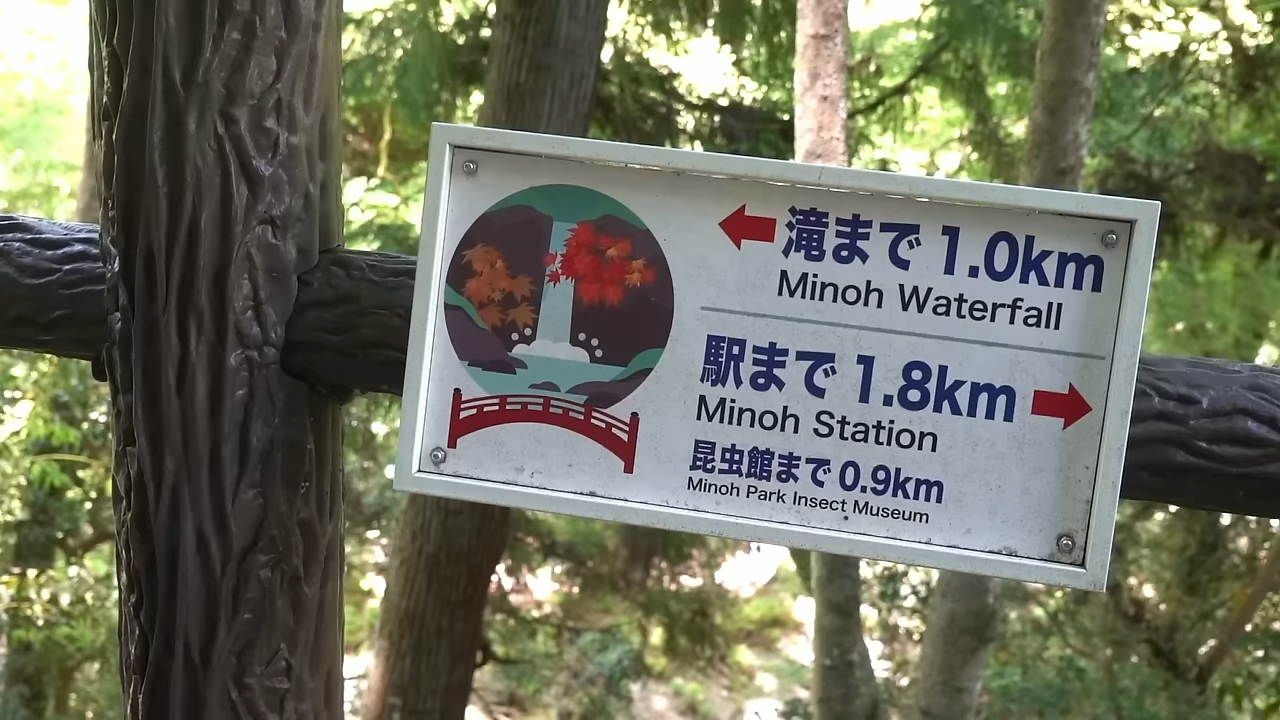 滝まで 1.0km
Minoh Waterfall
駅まで 1.8km
Minoh Station
昆虫館まで 0.9km
Minoh Park Insect Museum